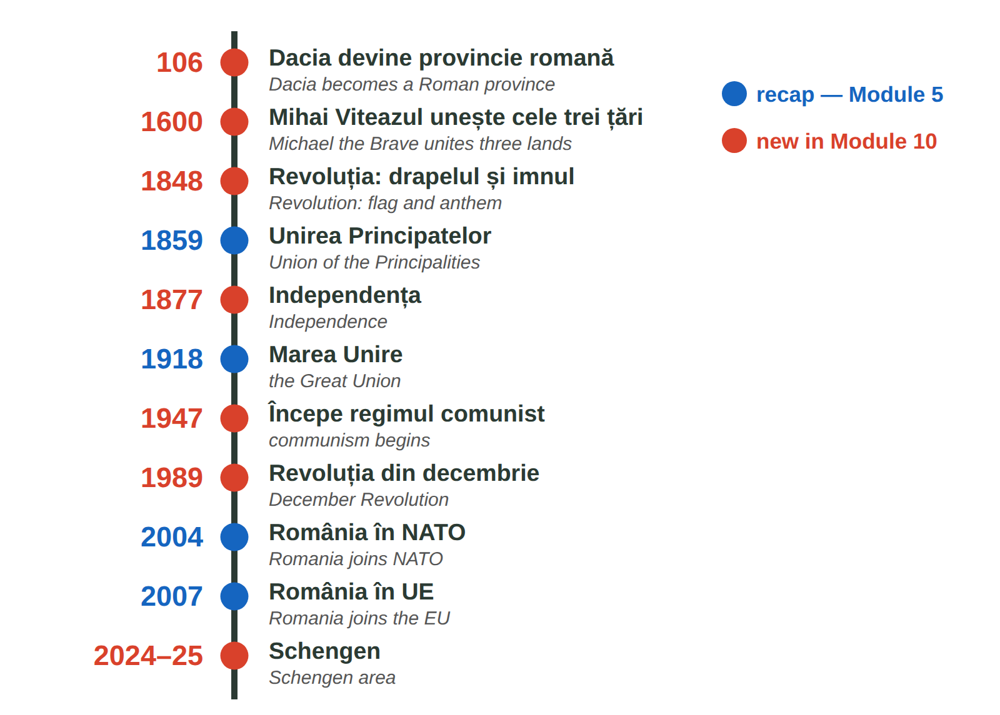 106
Dacia devine provincie romană
Dacia becomes a Roman province
1600
Mihai Viteazul unește cele trei țări
Michael the Brave unites three lands
1848
Revoluția: drapelul și imnul
Revolution: flag and anthem
1859
Unirea Principatelor
Union of the Principalities
1877
Independența
Independence
1918
Marea Unire
the Great Union
1947
Începe regimul comunist
communism begins
1989
Revoluția din decembrie
December Revolution
2004
România în NATO
Romania joins NATO
2007
România în UE
Romania joins the EU
2024–25
Schengen
Schengen area
recap — Module 5
new in Module 10